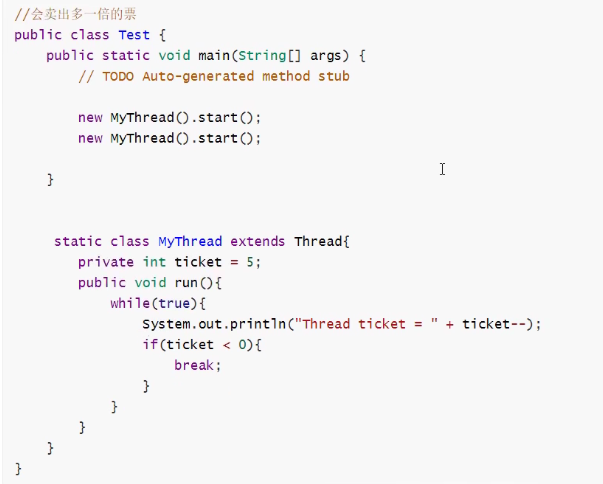 //会卖出多一倍的票
public class Test {
    public static void main(String[] args) {
        // TODO Auto-generated method stub
        new MyThread().start();
        new MyThread().start();
    }
     static class MyThread extends Thread{
        private int ticket = 5;
        public void run(){
            while(true){
                System.out.println("Thread ticket = " + ticket--);
                if(ticket < 0){
                    break;
                }
            }
        }
    }
}